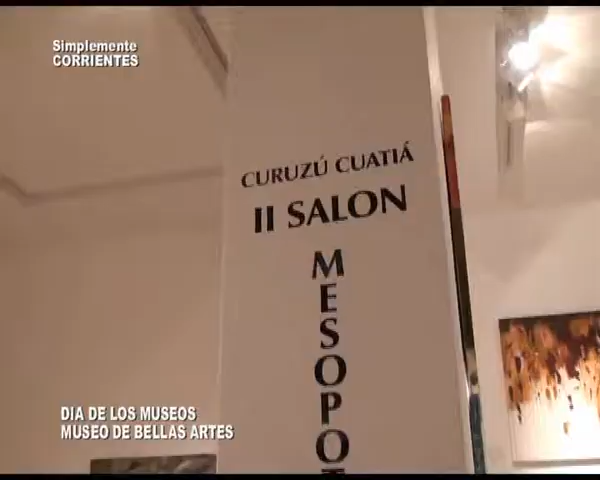 Simplemente
CORRIENTES
CURUZÚ CUATIÁ
II SALON
MESOPO
DIA DE LOS MUSEOS
MUSEO DE BELLAS ARTES